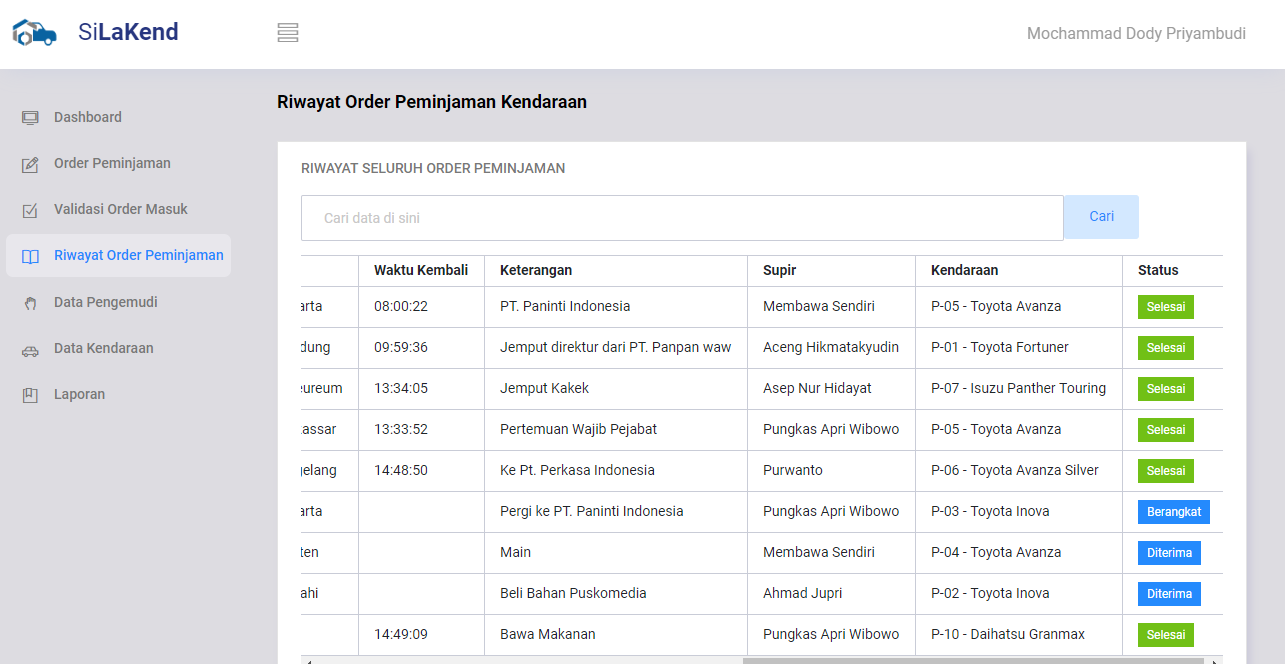 SiLaKend
Mochammad Dody Priyambudi
Dashboard
Order Peminjaman
Validasi Order Masuk
Riwayat Order Peminjaman
Data Pengemudi
Data Kendaraan
Laporan
Riwayat Order Peminjaman Kendaraan
RIWAYAT SELURUH ORDER PEMINJAMAN
Cari data di sini Cari
Waktu Kembali Keterangan Supir Kendaraan Status
arta 08:00:22 PT. Paninti Indonesia Membawa Sendiri P-05 - Toyota Avanza Selesai
dung 09:59:36 Jemput direktur dari PT. Panpan waw Aceng Hikmatakyudin P-01 - Toyota Fortuner Selesai
eureum 13:34:05 Jemput Kakek Asep Nur Hidayat P-07 - Isuzu Panther Touring Selesai
assar 13:33:52 Pertemuan Wajib Pejabat Pungkas Apri Wibowo P-05 - Toyota Avanza Selesai
gelang 14:48:50 Ke Pt. Perkasa Indonesia Purwanto P-06 - Toyota Avanza Silver Selesai
arta Pergi ke PT. Paninti Indonesia Pungkas Apri Wibowo P-03 - Toyota Inova Berangkat
ten Main Membawa Sendiri P-04 - Toyota Avanza Diterima
ahi Beli Bahan Puskomedia Ahmad Jupri P-02 - Toyota Inova Diterima
14:49:09 Bawa Makanan Pungkas Apri Wibowo P-10 - Daihatsu Granmax Selesai